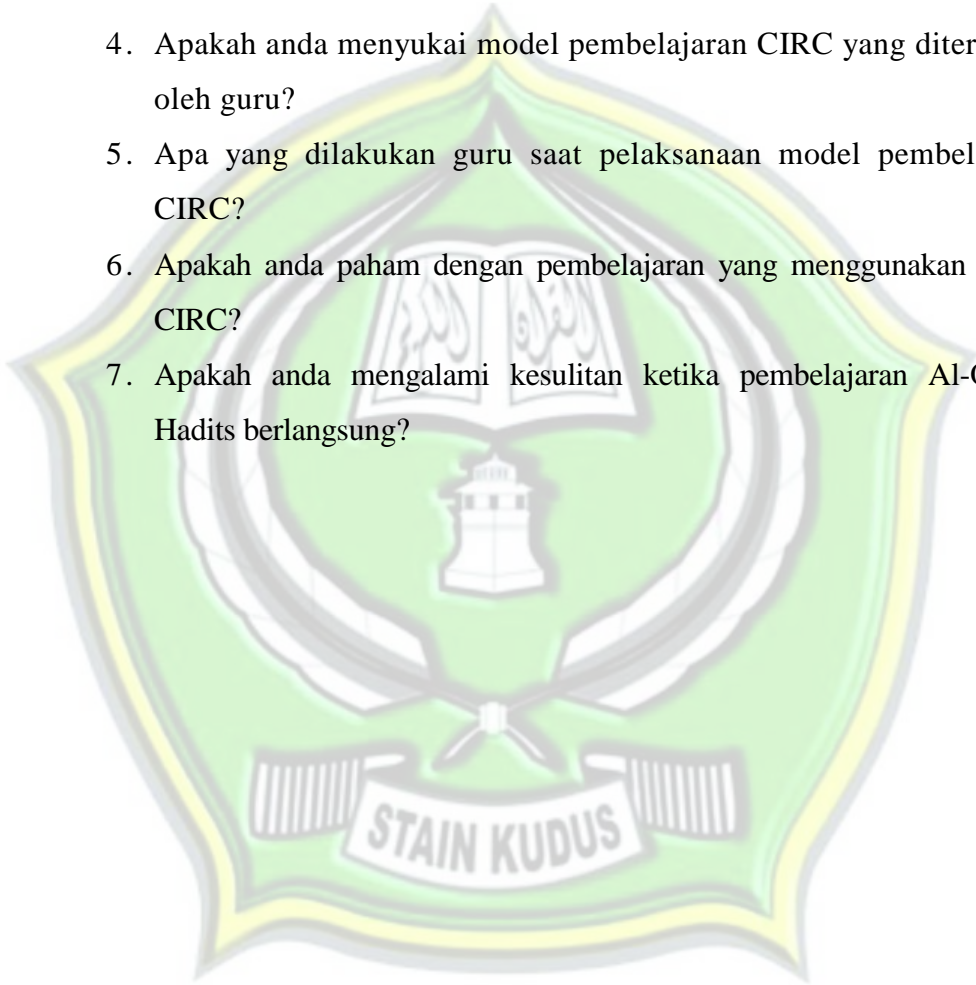 4. Apakah anda menyukai model pembelajaran CIRC yang diter
oleh guru?
5. Apa yang dilakukan guru saat pelaksanaan model pembel
CIRC?
6. Apakah anda paham dengan pembelajaran yang menggunakan
CIRC?
7. Apakah anda mengalami kesulitan ketika pembelajaran Al-
Hadits berlangsung?
STAIN KUDUS